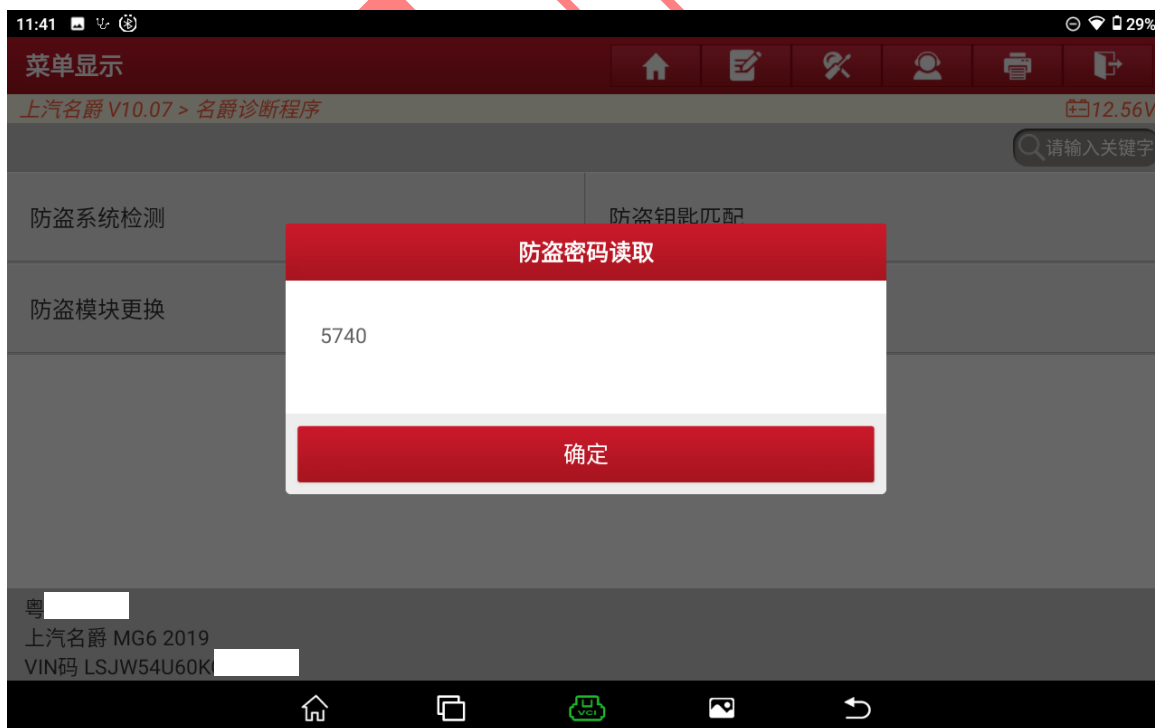 11:41
29%
菜单显示
上汽名爵 V10.07 > 名爵诊断程序
12.56V
请输入关键字
防盗系统检测
防盗钥匙匹配
防盗密码读取
防盗模块更换
5740
确定
粤
上汽名爵 MG6 2019
VIN码 LSJW54U60K
VCI